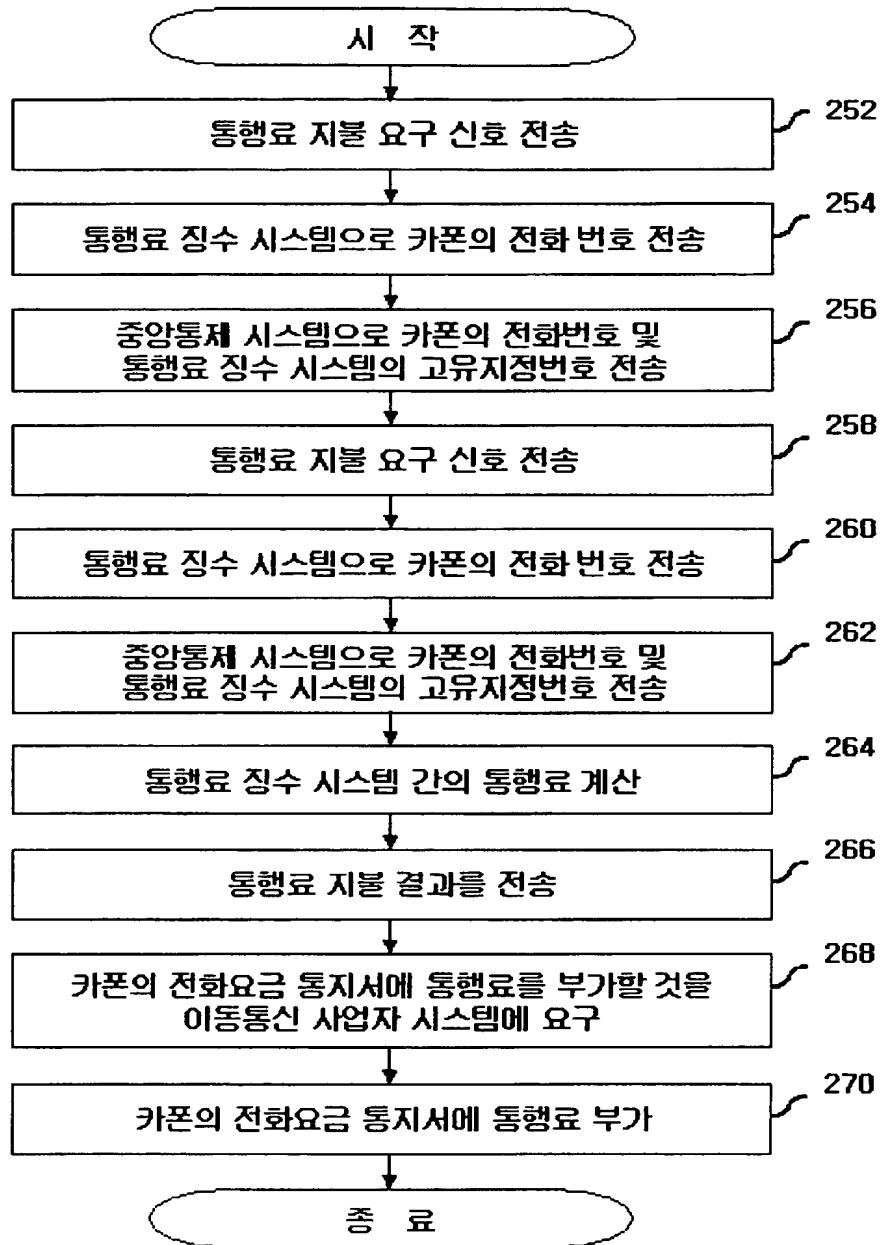 시 작
252
통행료 지불 요구 신호 전송
254
통행료 징수 시스템으로 카폰의 전화 번호 전송
256
중앙통제 시스템으로 카폰의 전화번호 및
통행료 징수 시스템의 고유지정번호 전송
258
통행료 지불 요구 신호 전송
260
통행료 징수 시스템으로 카폰의 전화 번호 전송
262
중앙통제 시스템으로 카폰의 전화번호 및
통행료 징수 시스템의 고유지정번호 전송
264
통행료 징수 시스템 간의 통행료 계산
266
통행료 지불 결과를 전송
268
카폰의 전화요금 통지서에 통행료를 부가할 것을
이동통신 사업자 시스템에 요구
270
카폰의 전화요금 통지서에 통행료 부가
종 료